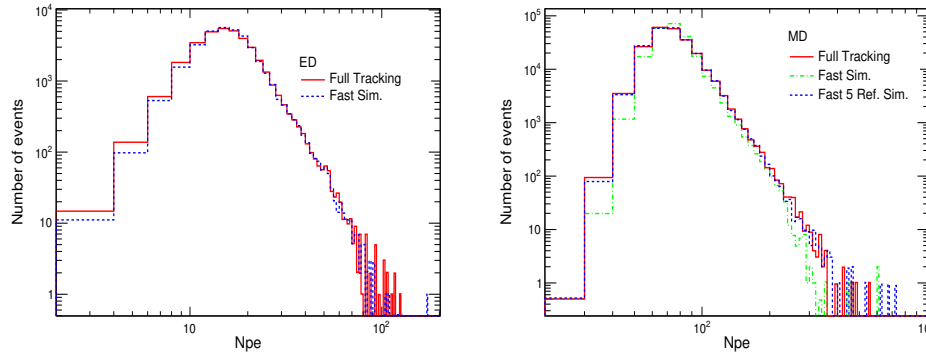 10⁴
10³
10²
10
1
Number of events
ED
Full Tracking
Fast Sim.
10
10²
Npe
10⁵
10⁴
10³
10²
10
1
Number of events
MD
Full Tracking
Fast Sim.
Fast 5 Ref. Sim.
10²
10
Npe